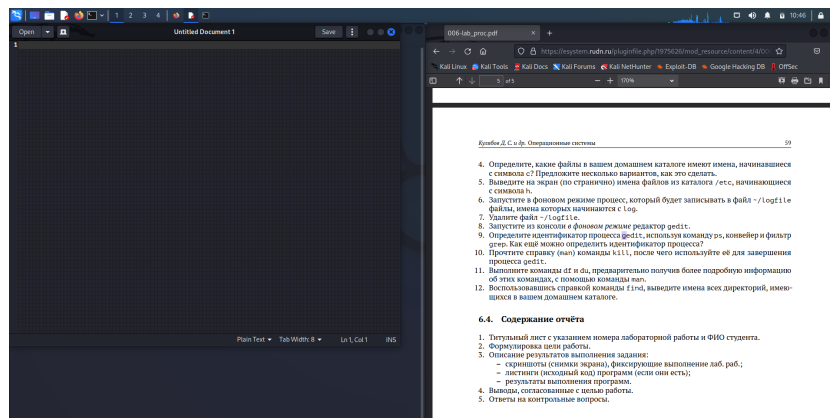 1 2 3 4
10:46
Open
Untitled Document 1
Save
1
Plain Text
Tab Width: 8
Ln 1, Col 1
INS
006-lab_proc.pdf
https://esystem.rudn.ru/pluginfile.php/1975626/mod_resource/content/4/00
Kali Linux
Kali Tools
Kali Docs
Kali Forums
Kali NetHunter
Exploit-DB
Google Hacking DB
OffSec
5 of 5
170%
Кулябов Д. С. и др. Операционные системы 59
4. Определите, какие файлы в вашем домашнем каталоге имеют имена, начинавшиеся
с символа c? Предложите несколько вариантов, как это сделать.
5. Выведите на экран (по странично) имена файлов из каталога /etc, начинающиеся
с символа h.
6. Запустите в фоновом режиме процесс, который будет записывать в файл ~/logfile
файлы, имена которых начинаются с log.
7. Удалите файл ~/logfile.
8. Запустите из консоли в фоновом режиме редактор gedit.
9. Определите идентификатор процесса gedit, используя команду ps, конвейер и фильтр
grep. Как ещё можно определить идентификатор процесса?
10. Прочтите справку (man) команды kill, после чего используйте её для завершения
процесса gedit.
11. Выполните команды df и du, предварительно получив более подробную информацию
об этих командах, с помощью команды man.
12. Воспользовавшись справкой команды find, выведите имена всех директорий, имею-
щихся в вашем домашнем каталоге.
6.4. Содержание отчёта
1. Титульный лист с указанием номера лабораторной работы и ФИО студента.
2. Формулировка цели работы.
3. Описание результатов выполнения задания:
– скриншоты (снимки экрана), фиксирующие выполнение лаб. раб.;
– листинги (исходный код) программ (если они есть);
– результаты выполнения программ.
4. Выводы, согласованные с целью работы.
5. Ответы на контрольные вопросы.